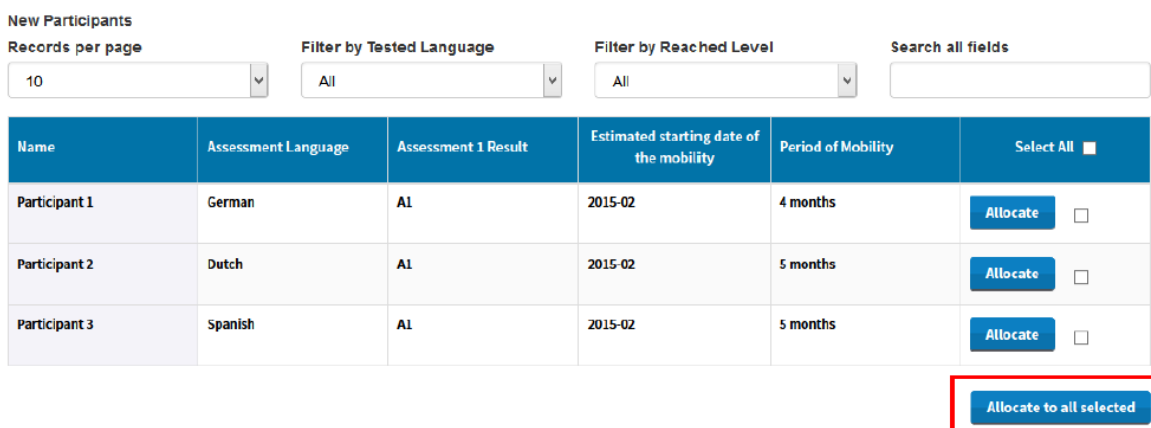 New Participants
Records per page Filter by Tested Language Filter by Reached Level Search all fields
10 All All
Name Assessment Language Assessment 1 Result Estimated starting date of the mobility Period of Mobility Select All
Participant 1 German A1 2015-02 4 months Allocate
Participant 2 Dutch A1 2015-02 5 months Allocate
Participant 3 Spanish A1 2015-02 5 months Allocate
Allocate to all selected